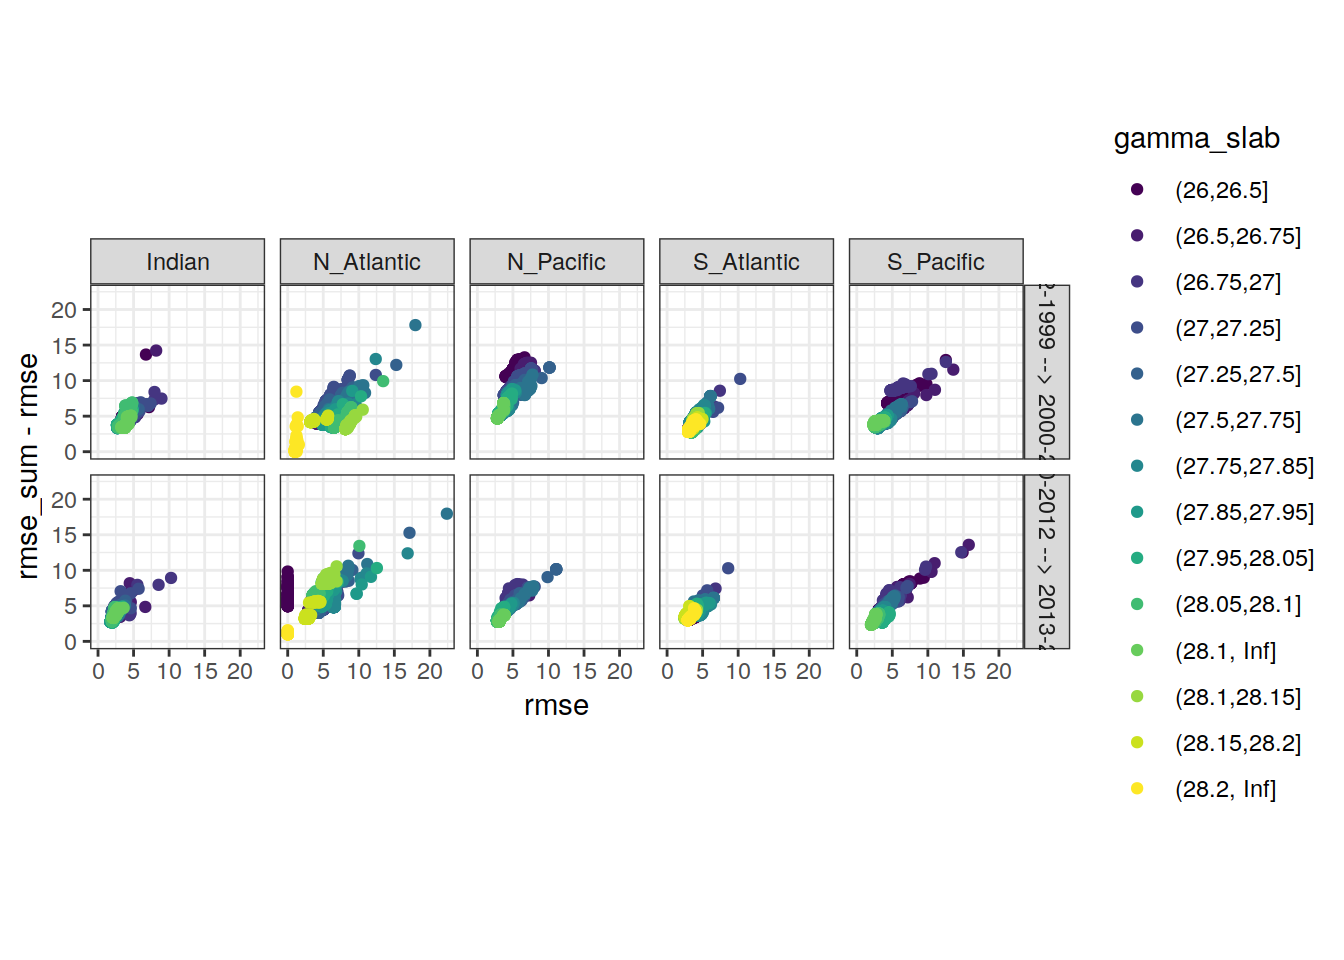 gamma_slab
Indian N_Atlantic N_Pacific S_Atlantic S_Pacific
-1999 --> 2000-
-2012 --> 2013-
rmse_sum - rmse
20
15
10
5
0
20
15
10
5
0
0 5 10 15 20 0 5 10 15 20 0 5 10 15 20 0 5 10 15 20 0 5 10 15 20
rmse
(26,26.5]
(26.5,26.75]
(26.75,27]
(27,27.25]
(27.25,27.5]
(27.5,27.75]
(27.75,27.85]
(27.85,27.95]
(27.95,28.05]
(28.05,28.1]
(28.1, Inf]
(28.1,28.15]
(28.15,28.2]
(28.2, Inf]